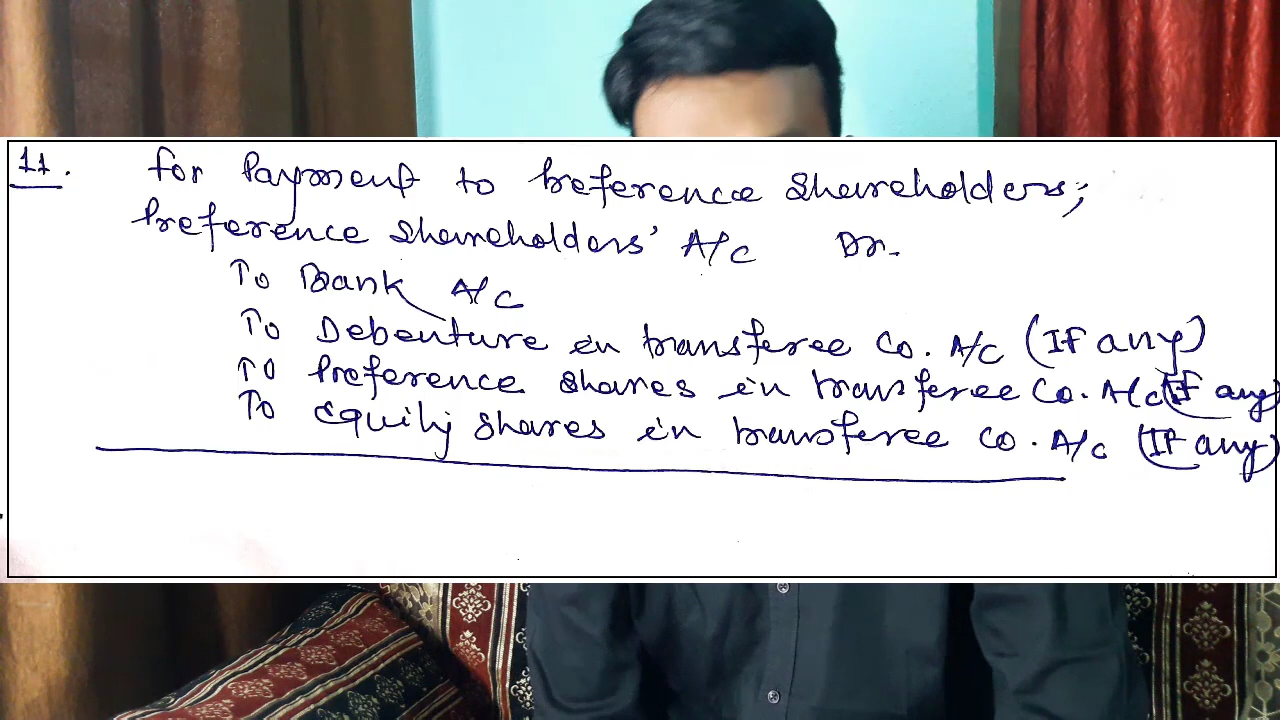 11. For Payment to Preference Shareholders;
Preference Shareholders' A/C Dr.
To Bank A/C
To Debenture in transferee Co. A/C (If any)
To Preference Shares in transferee Co. A/C (If any)
To Equity Shares in transferee Co. A/C (If any)